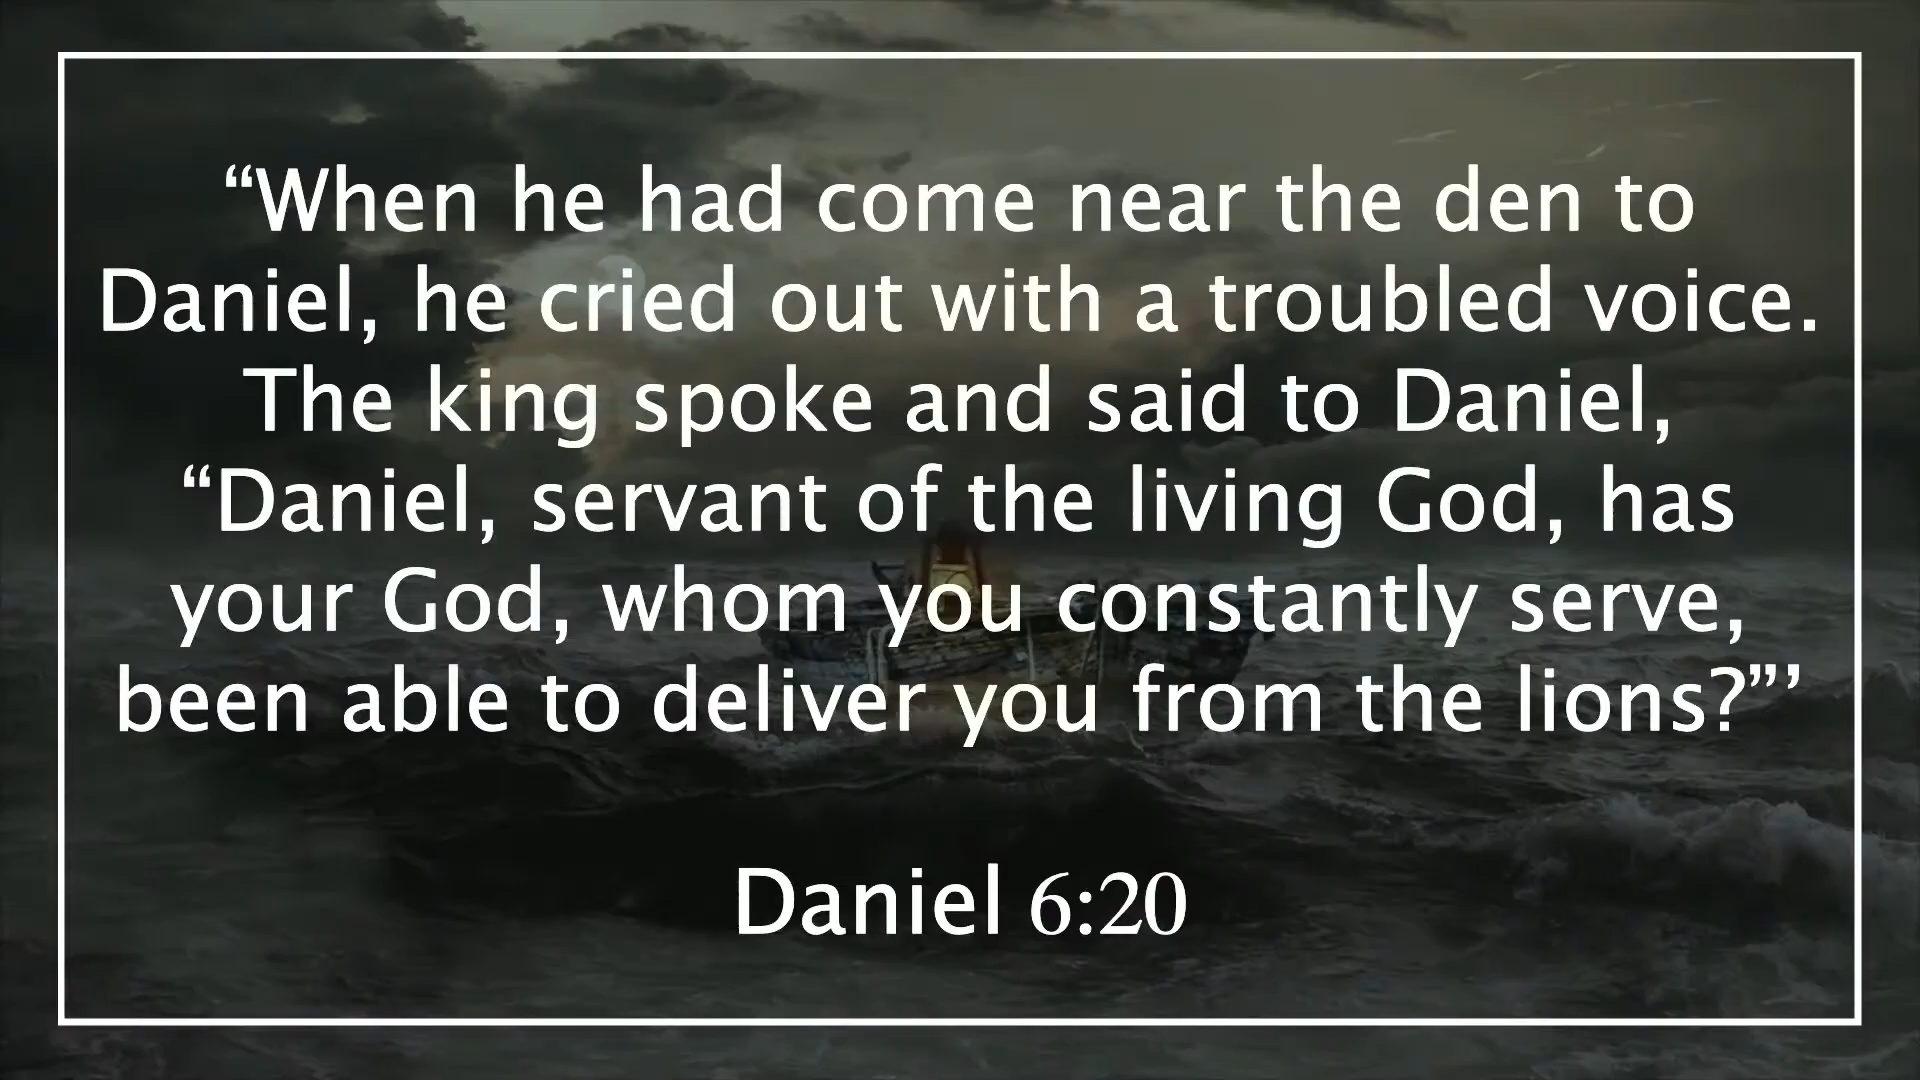 “When he had come near the den to
Daniel, he cried out with a troubled voice.
The king spoke and said to Daniel,
“Daniel, servant of the living God, has
your God, whom you constantly serve,
been able to deliver you from the lions?”’
Daniel 6:20